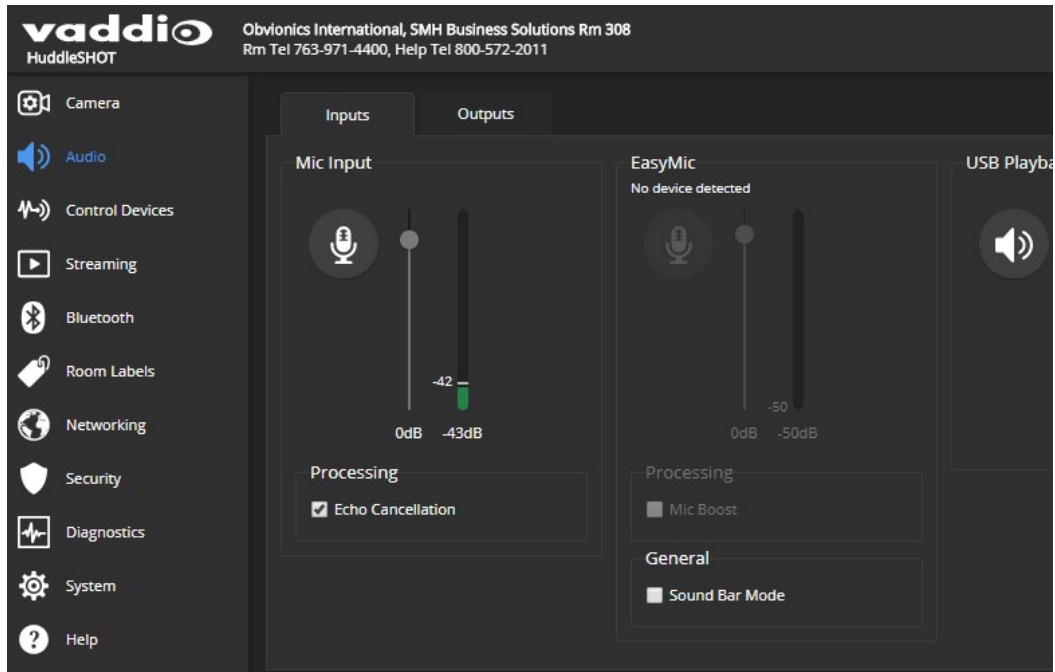 vaddio
HuddleSHOT
Obvionics International, SMH Business Solutions Rm 308
Rm Tel 763-971-4400, Help Tel 800-572-2011
Camera
Audio
Control Devices
Streaming
Bluetooth
Room Labels
Networking
Security
Diagnostics
System
Help
Inputs
Outputs
Mic Input
-42
0dB -43dB
Processing
Echo Cancellation
EasyMic
No device detected
-50
0dB -50dB
Processing
Mic Boost
General
Sound Bar Mode
USB Playba